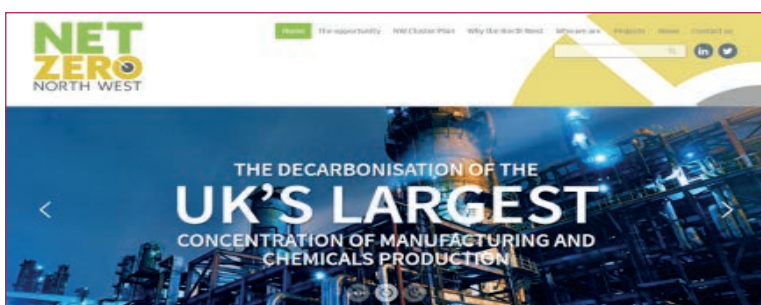 NET
ZERO
NORTH WEST
Home The opportunity NW Cluster Plan Why the North West Who we are Projects News Contact us
in
THE DECARBONISATION OF THE
UK'S LARGEST
CONCENTRATION OF MANUFACTURING AND
CHEMICALS PRODUCTION